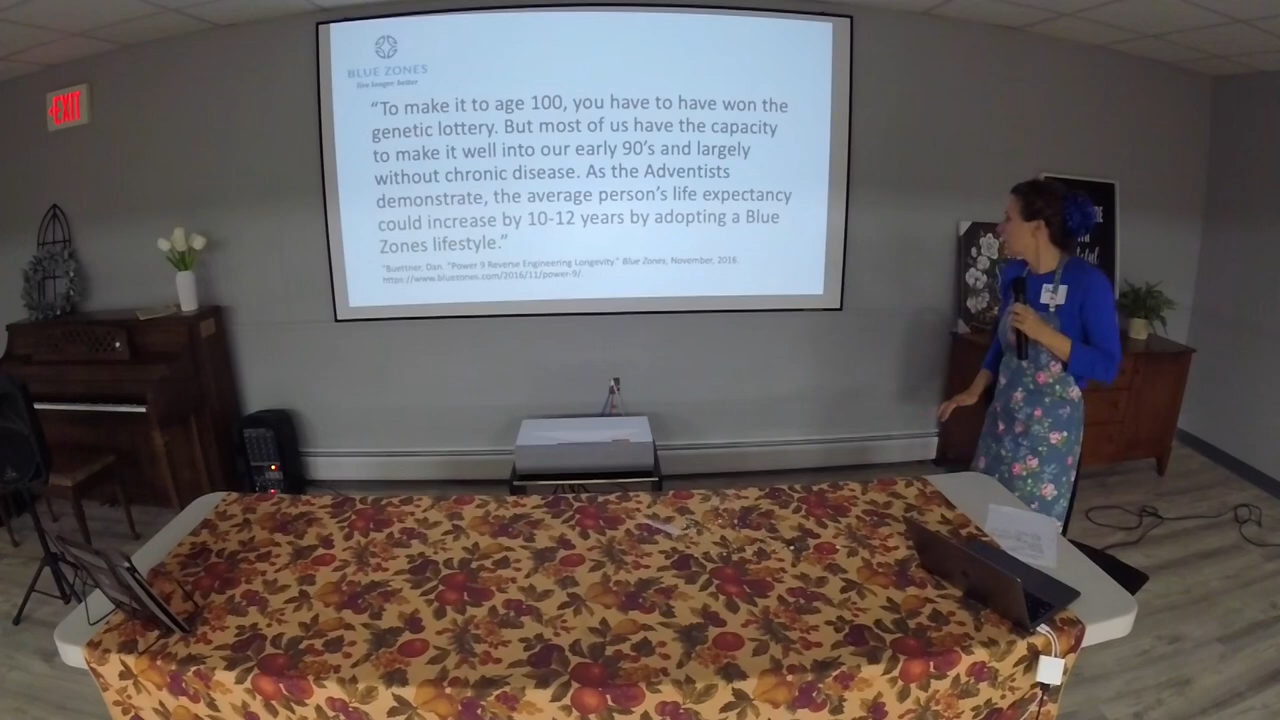 EXIT
BLUE ZONES
live longer better
“To make it to age 100, you have to have won the
genetic lottery. But most of us have the capacity
to make it well into our early 90’s and largely
without chronic disease. As the Adventists
demonstrate, the average person’s life expectancy
could increase by 10-12 years by adopting a Blue
Zones lifestyle.”
“Buettner, Dan. “Power 9 Reverse Engineering Longevity.” Blue Zones, November, 2016.
https://www.bluezones.com/2016/11/power-9/.